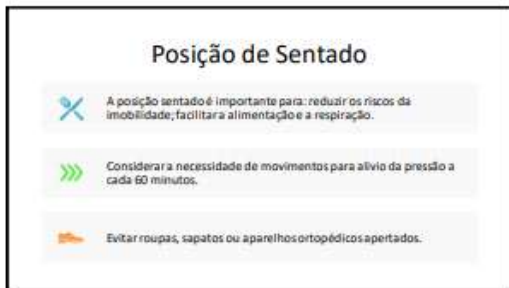 Posição de Sentado
A posição sentado é importante para: reduzir os riscos da
imobilidade; facilitar a alimentação e a respiração.
Considerar a necessidade de movimentos para alivio da pressão a
cada 60 minutos.
Evitar roupas, sapatos ou aparelhos ortopédicos apertados.